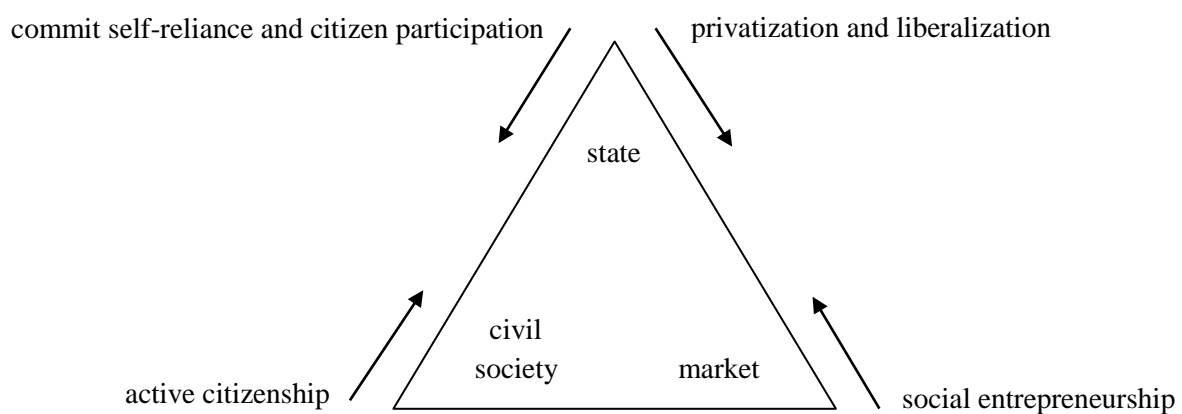 commit self-reliance and citizen participation
privatization and liberalization
state
civil
society
market
active citizenship
social entrepreneurship